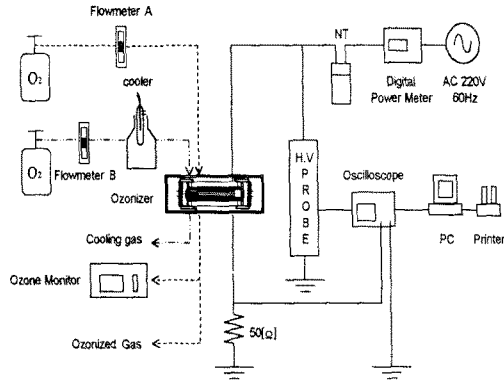 Flowmeter A
O₂
cooler
NT
Digital
Power Meter
AC 220V
60Hz
O₂
Flowmeter B
Ozonizer
H.V
PROBE
Oscilloscope
PC
Printer
Cooling gas
Ozone Monitor
Ozonized Gas
50[Ω]